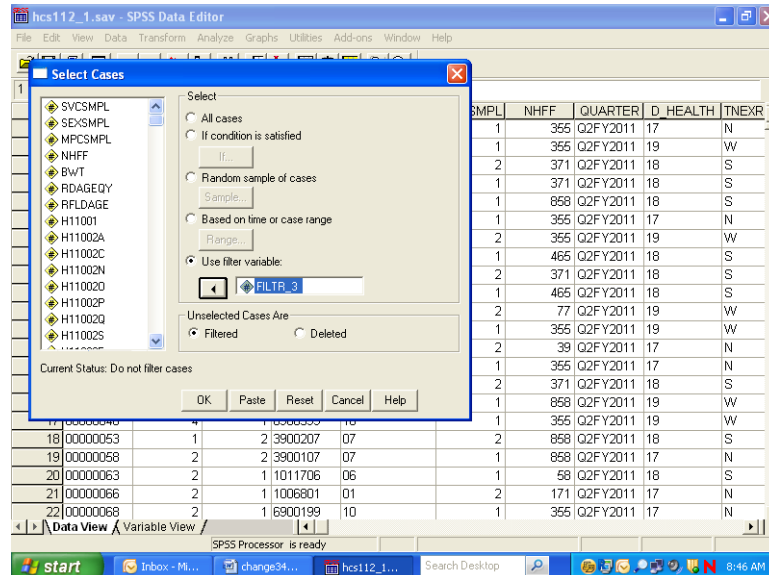 hcs112_1.sav - SPSS Data Editor
File Edit View Data Transform Analyze Graphs Utilities Add-ons Window Help
Select Cases
SVCSMPL
SEXSMPL
MPCSMPL
NHFF
BWT
RDAGEQY
RFLDAGE
H11001
H11002A
H11002C
H11002N
H11002O
H11002P
H11002Q
H11002S
Select
All cases
If condition is satisfied
If...
Random sample of cases
Sample...
Based on time or case range
Range...
Use filter variable:
FILTR_3
Unselected Cases Are
Filtered Deleted
Current Status: Do not filter cases
OK Paste Reset Cancel Help
1
SMPL NHFF QUARTER D_HEALTH TNEXR
1 355 Q2FY2011 17 N
1 355 Q2FY2011 19 W
2 371 Q2FY2011 18 S
1 371 Q2FY2011 18 S
1 858 Q2FY2011 18 S
1 355 Q2FY2011 17 N
2 355 Q2FY2011 19 W
1 465 Q2FY2011 18 S
2 371 Q2FY2011 18 S
1 465 Q2FY2011 18 S
2 77 Q2FY2011 19 W
1 355 Q2FY2011 19 W
2 39 Q2FY2011 17 N
1 355 Q2FY2011 17 N
2 371 Q2FY2011 18 S
1 858 Q2FY2011 19 W
1 355 Q2FY2011 19 W
18 00000053 1 2 3900207 07 2 858 Q2FY2011 18 S
19 00000058 2 2 3900107 07 1 858 Q2FY2011 17 N
20 00000063 2 1 1011706 06 1 58 Q2FY2011 18 S
21 00000066 2 1 1006801 01 2 171 Q2FY2011 17 N
22 00000068 2 1 6900199 10 1 355 Q2FY2011 17 N
Data View Variable View
SPSS Processor is ready
start Inbox - Mi... change34... hcs112_1... Search Desktop 8:46 AM